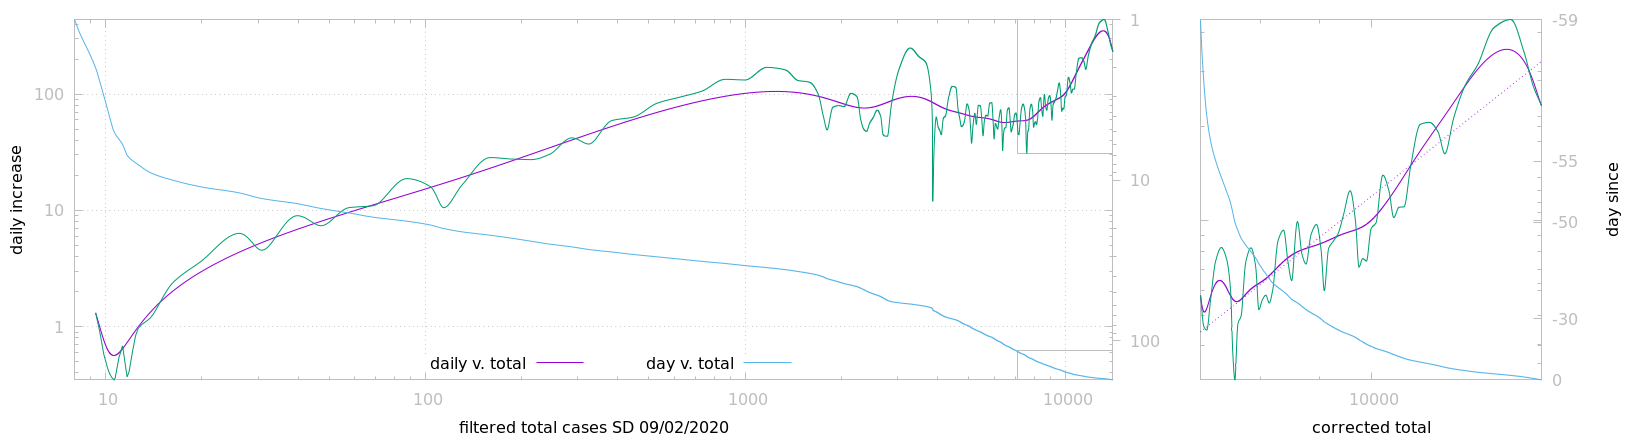 daily increase
100
10
1
1
10
100
daily v. total
day v. total
10
100
1000
10000
filtered total cases SD 09/02/2020
-59
-55
-50
-30
0
day since
10000
corrected total